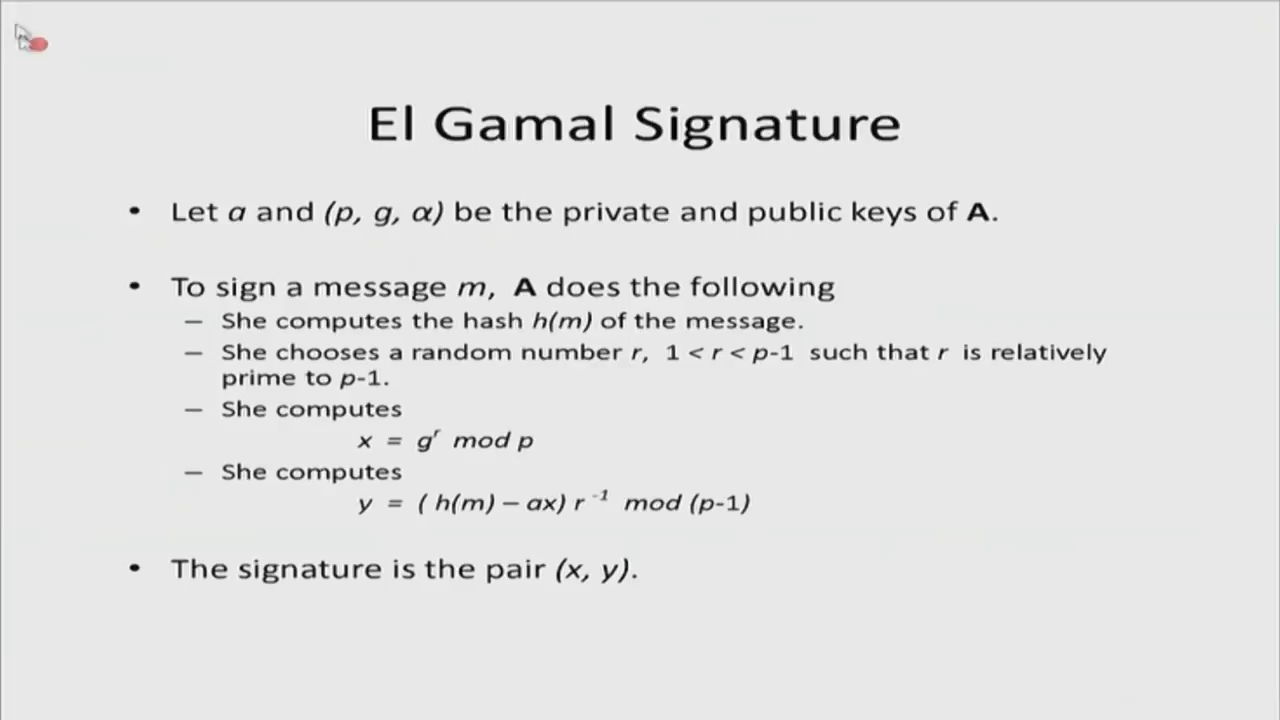 El Gamal Signature
• Let a and (p, g, α) be the private and public keys of A.
• To sign a message m, A does the following
– She computes the hash h(m) of the message.
– She chooses a random number r, 1 < r < p-1 such that r is relatively
prime to p-1.
– She computes
x = gʳ mod p
– She computes
y = ( h(m) – ax) r ⁻¹ mod (p-1)
• The signature is the pair (x, y).